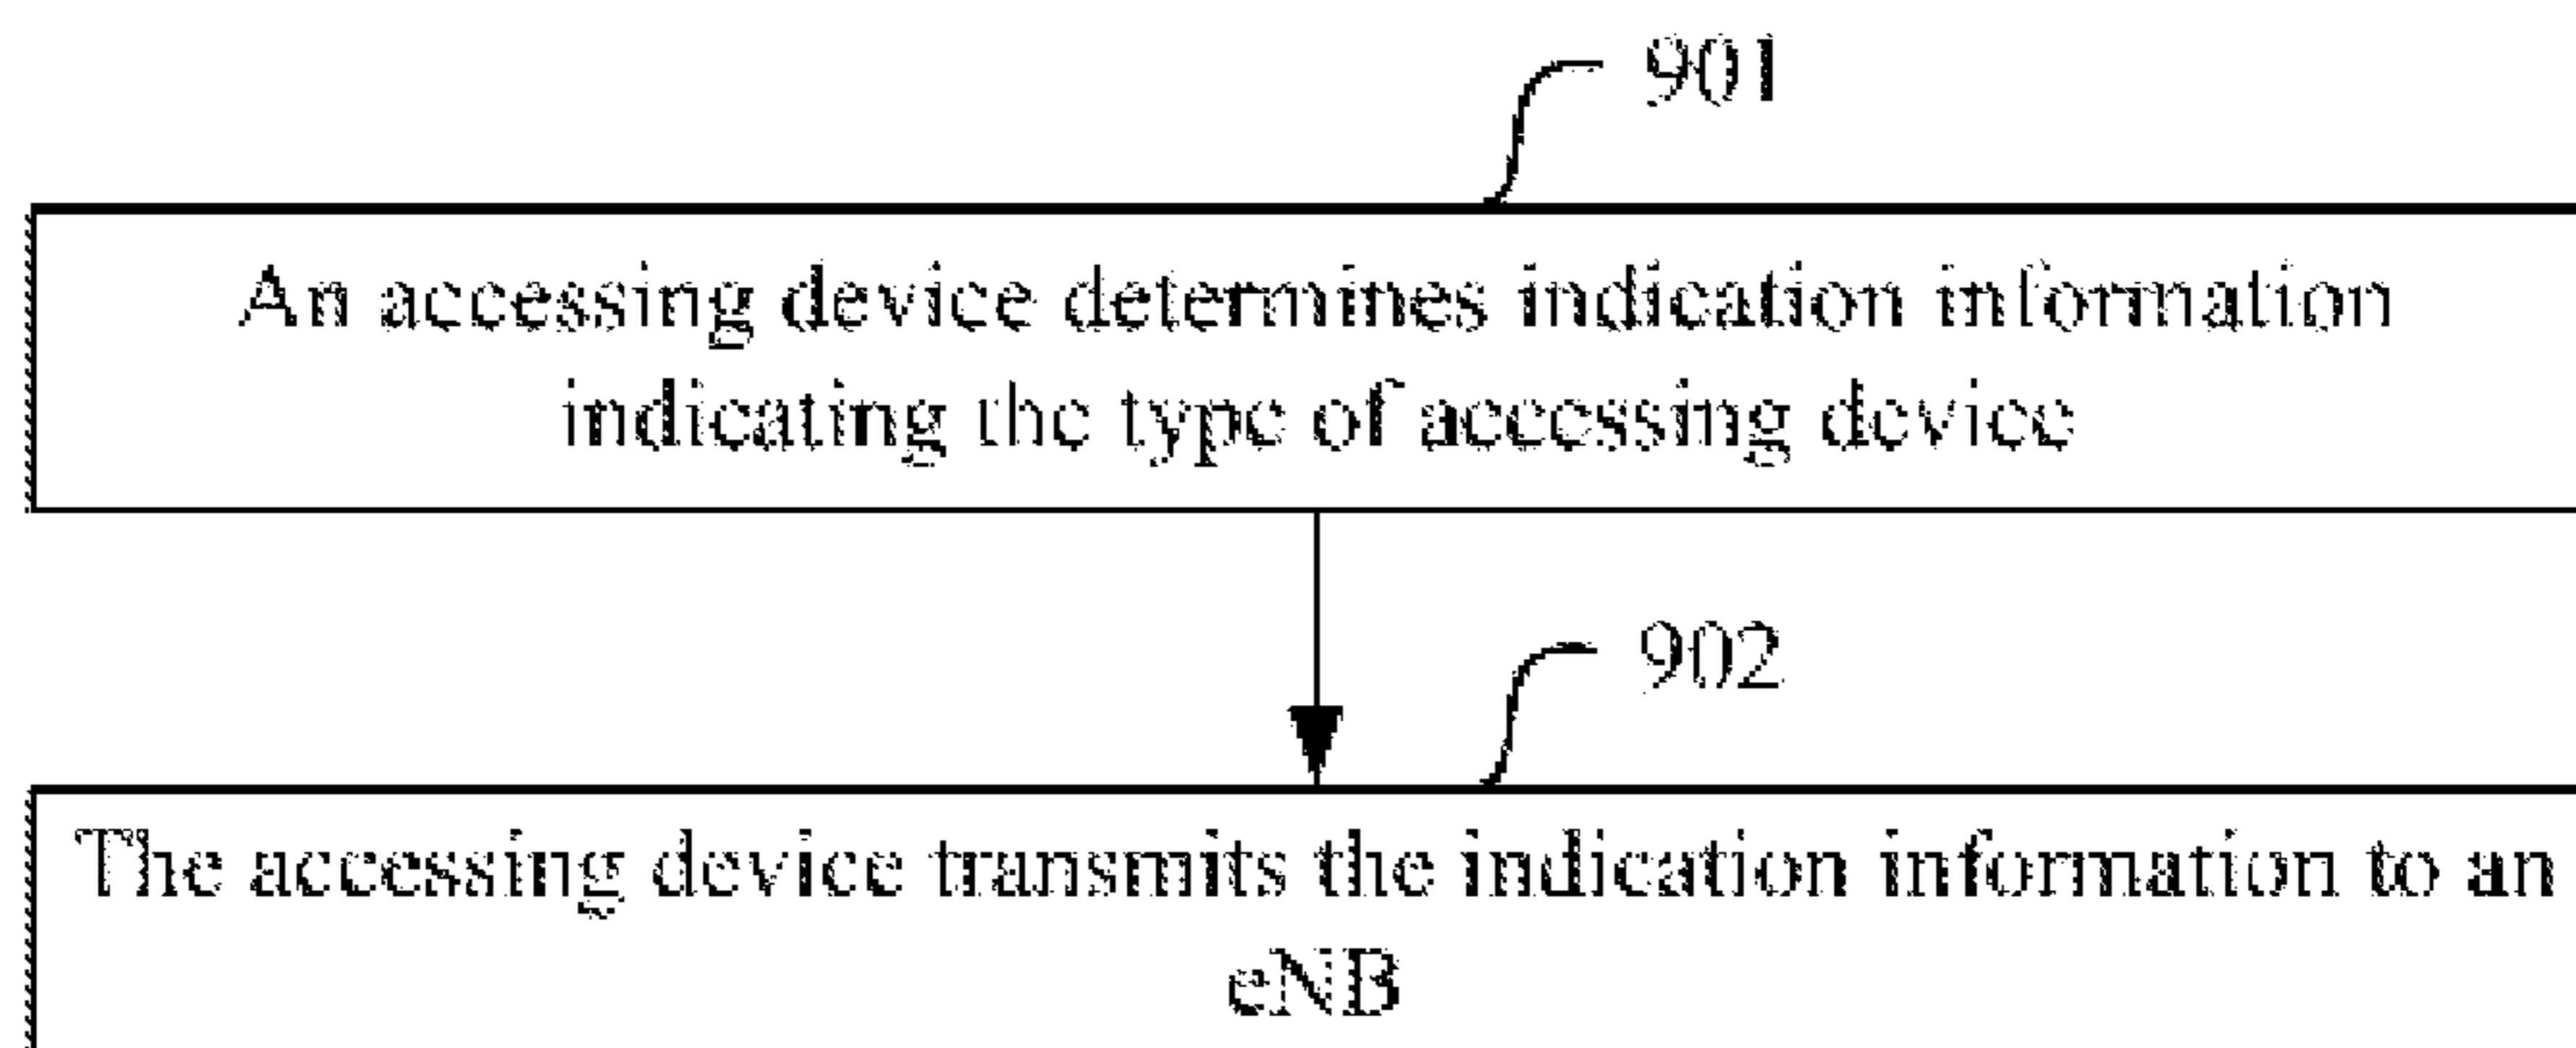 901
An accessing device determines indication information
indicating the type of accessing device
902
The accessing device transmits the indication information to an
eNB